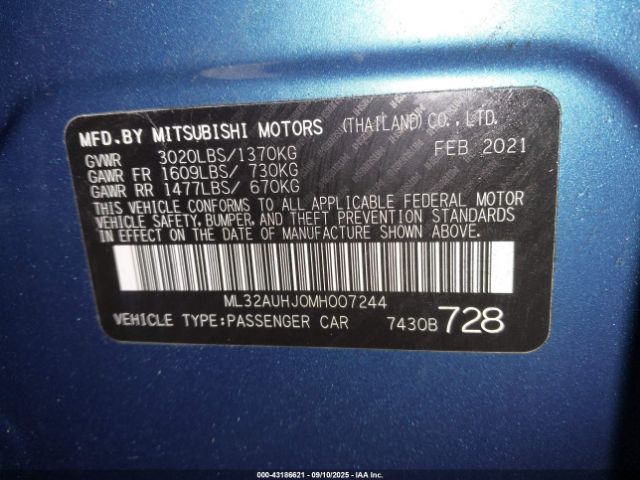 MFD.BY MITSUBISHI MOTORS (THAILAND) CO., LTD.
GVWR 3020LBS/1370KG FEB 2021
GAWR FR 1609LBS/ 730KG
GAWR RR 1477LBS/ 670KG
THIS VEHICLE CONFORMS TO ALL APPLICABLE FEDERAL MOTOR
VEHICLE SAFETY, BUMPER, AND THEFT PREVENTION STANDARDS
IN EFFECT ON THE DATE OF MANUFACTURE SHOWN ABOVE.
ML32AUHJ0MH007244
VEHICLE TYPE:PASSENGER CAR 7430B 728
000-43186621 - 09/10/2025 - IAA Inc.